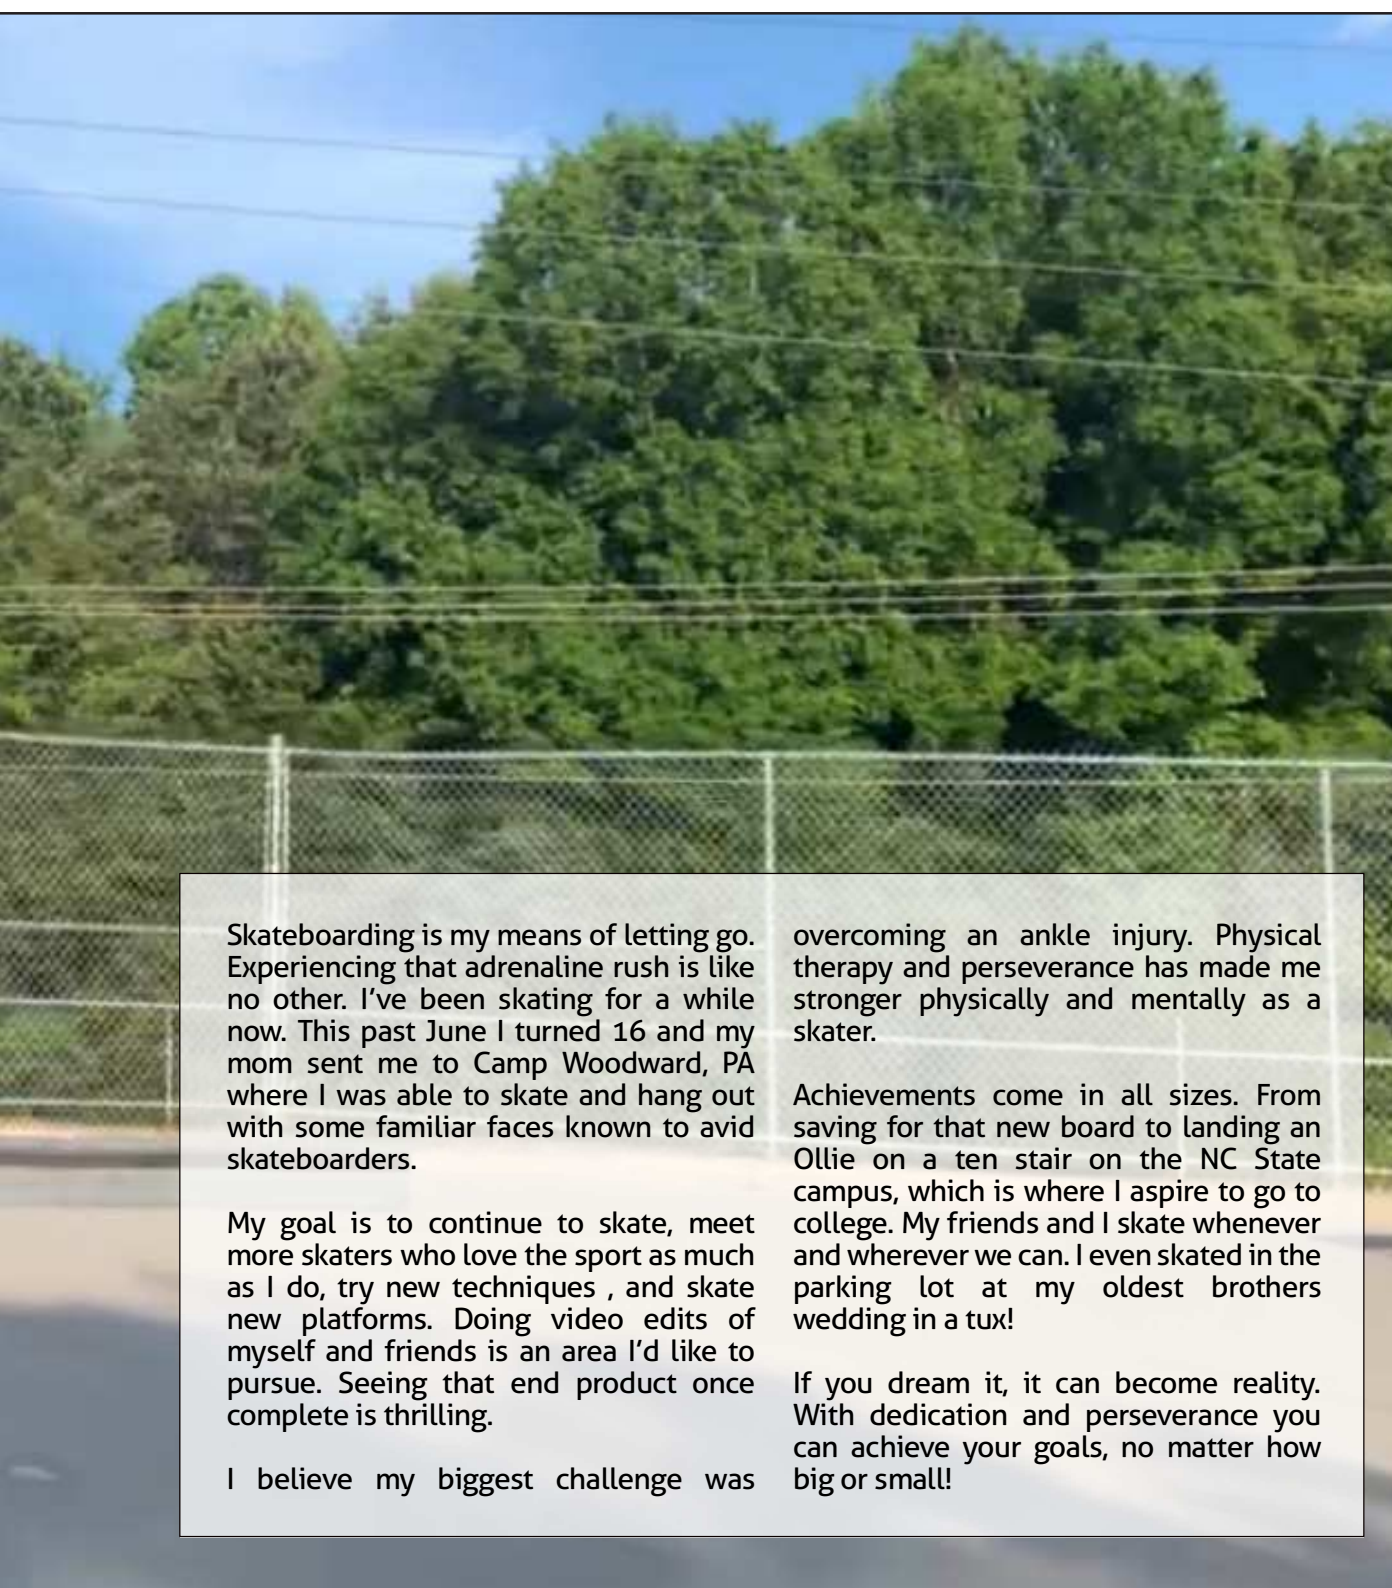 Skateboarding is my means of letting go.
Experiencing that adrenaline rush is like
no other. I've been skating for a while
now. This past June I turned 16 and my
mom sent me to Camp Woodward, PA
where I was able to skate and hang out
with some familiar faces known to avid
skateboarders.
My goal is to continue to skate, meet
more skaters who love the sport as much
as I do, try new techniques , and skate
new platforms. Doing video edits of
myself and friends is an area I'd like to
pursue. Seeing that end product once
complete is thrilling.
I believe my biggest challenge was
overcoming an ankle injury. Physical
therapy and perseverance has made me
stronger physically and mentally as a
skater.
Achievements come in all sizes. From
saving for that new board to landing an
Ollie on a ten stair on the NC State
campus, which is where I aspire to go to
college. My friends and I skate whenever
and wherever we can. I even skated in the
parking lot at my oldest brothers
wedding in a tux!
If you dream it, it can become reality.
With dedication and perseverance you
can achieve your goals, no matter how
big or small!